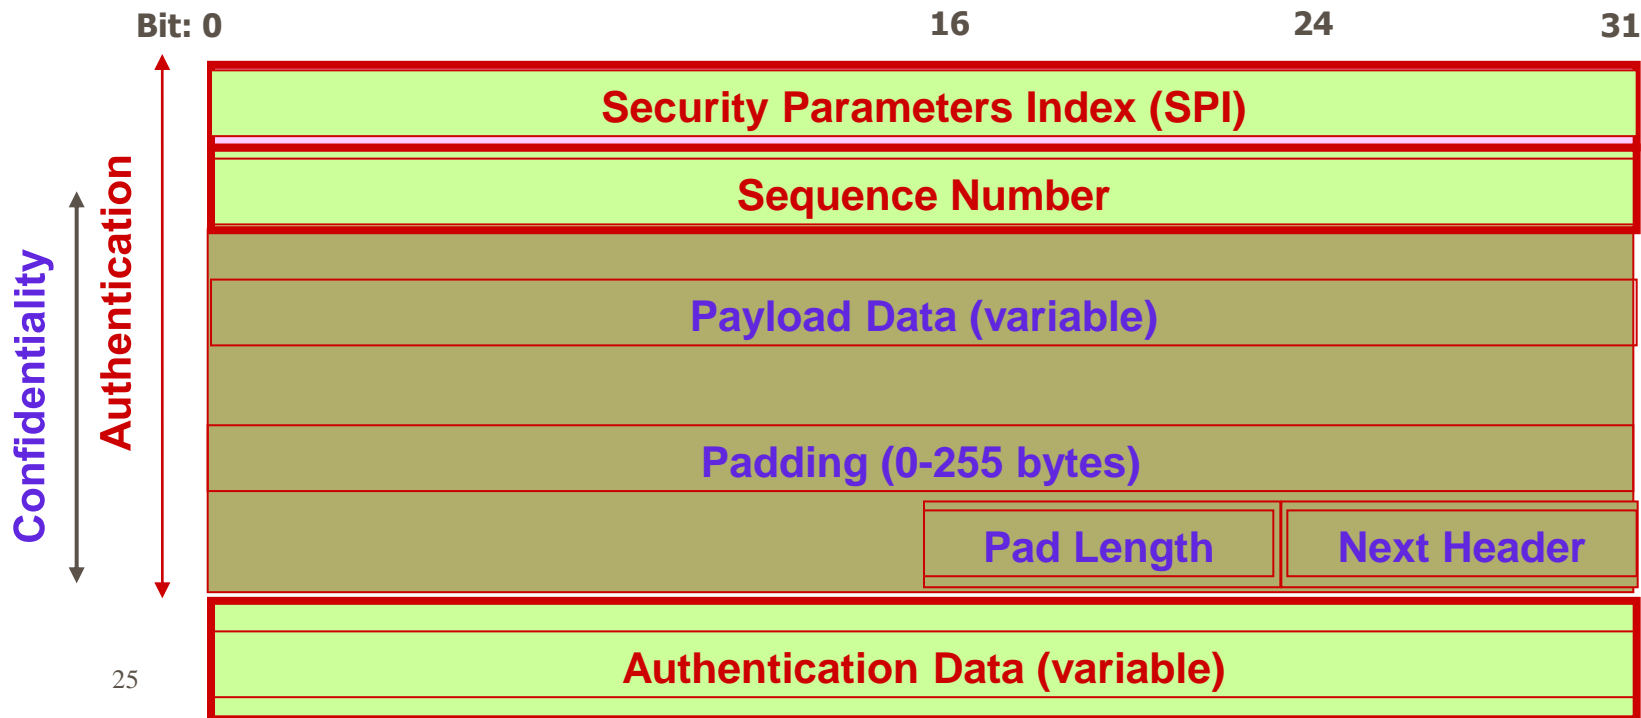 Bit: 0 16 24 31
Security Parameters Index (SPI)
Sequence Number
Payload Data (variable)
Padding (0-255 bytes)
Pad Length Next Header
Authentication Data (variable)
Confidentiality
Authentication
25